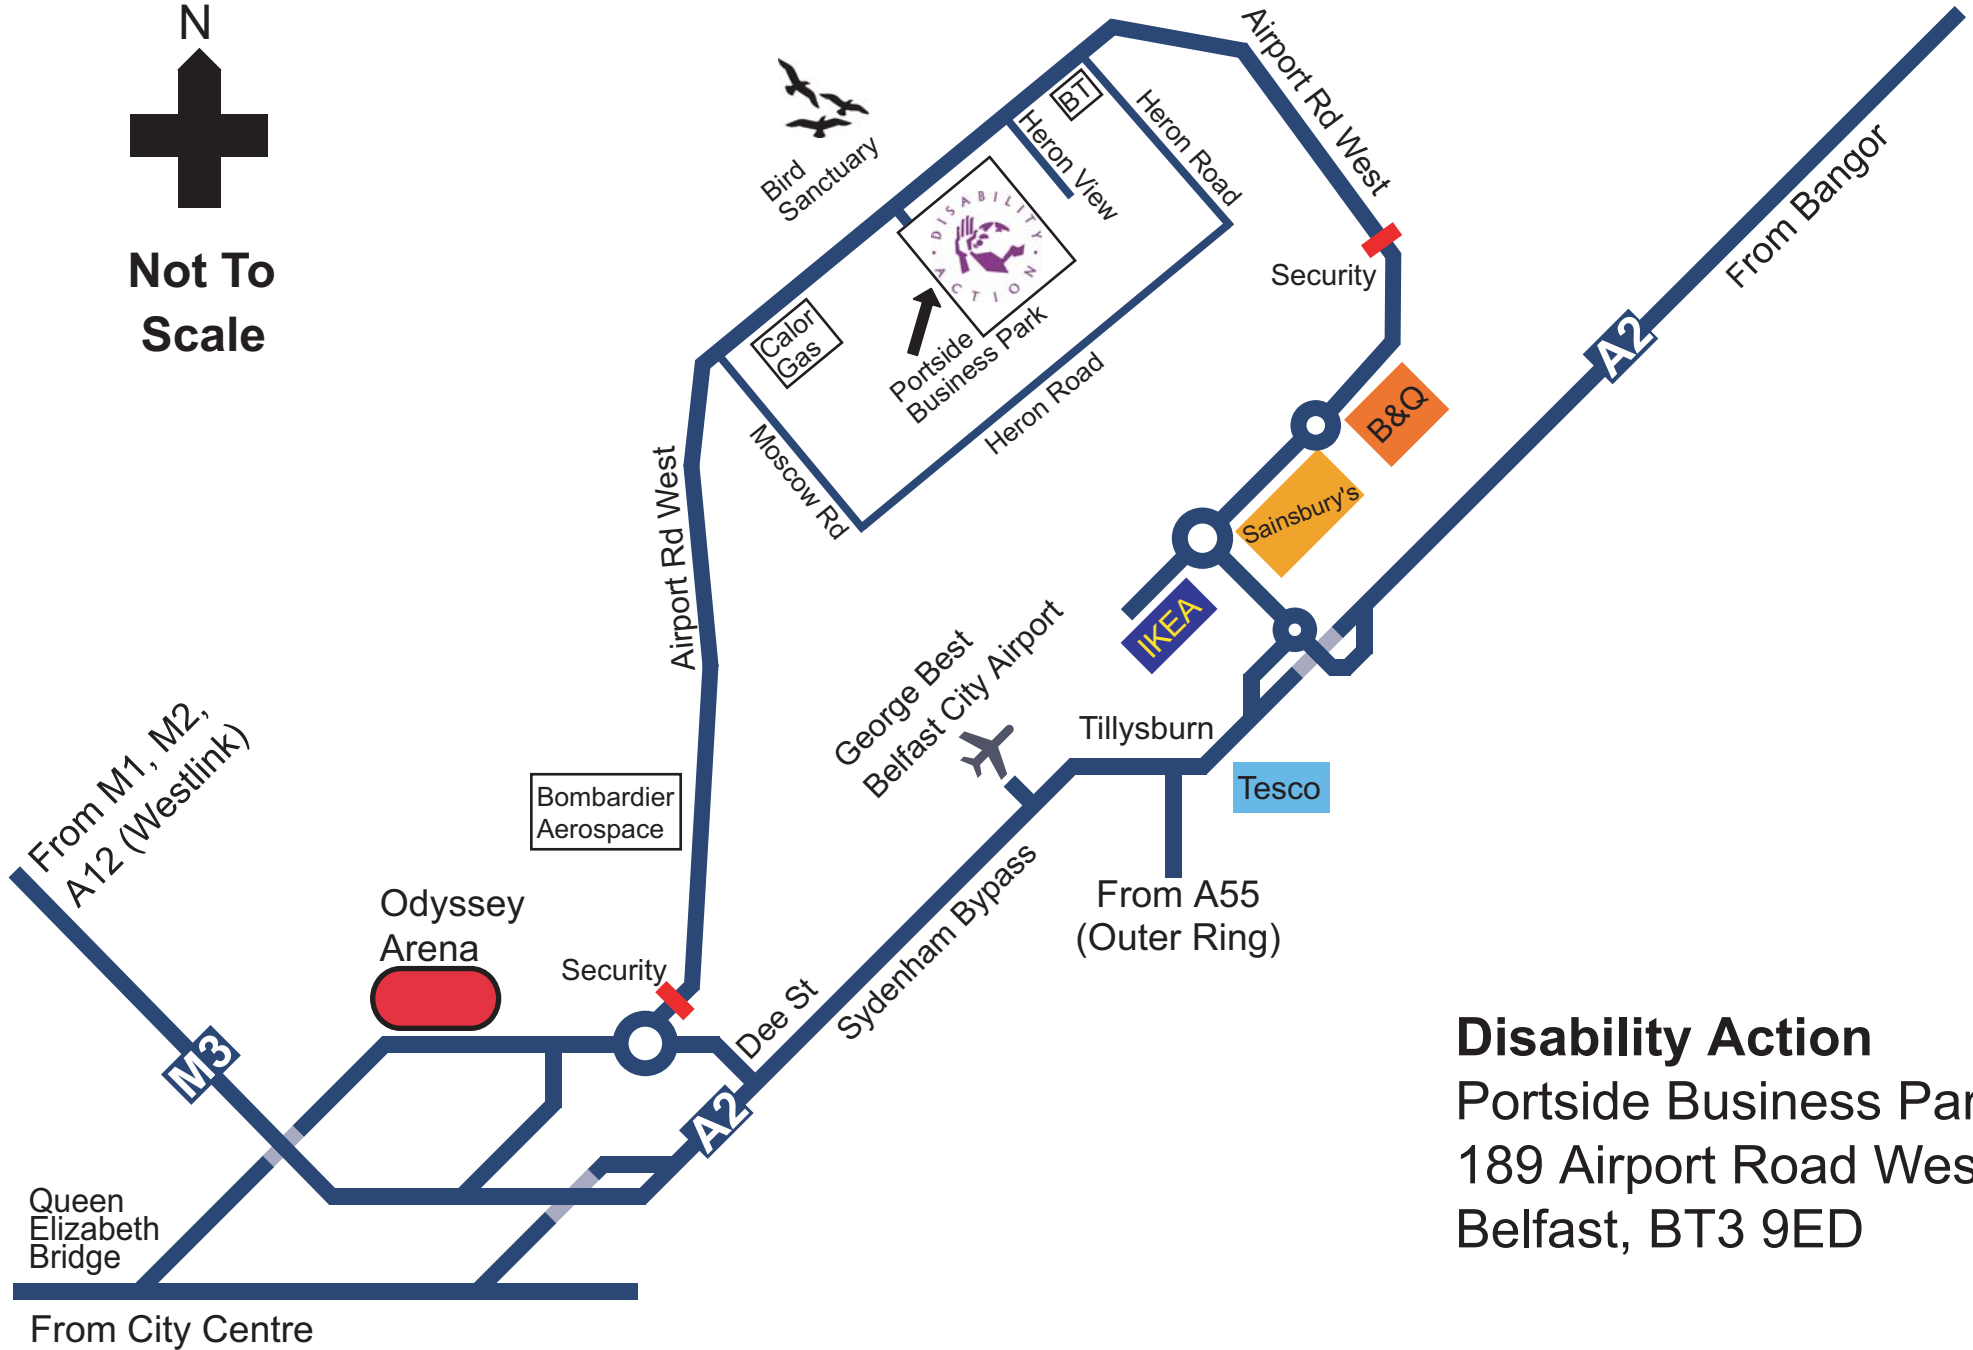 N
Not To
Scale
Bird
Sanctuary
BT
Heron View
Heron Road
Airport Rd West
DISABILITY
ACTION
Portside
Business Park
Calor
Gas
Moscow Rd
Heron Road
Airport Rd West
Security
From Bangor
A2
B&Q
Sainsbury's
IKEA
George Best
Belfast City Airport
Tillysburn
Tesco
From A55
(Outer Ring)
Sydenham Bypass
Dee St
Bombardier
Aerospace
Security
Odyssey
Arena
From M1, M2,
A12 (Westlink)
M3
A2
Queen
Elizabeth
Bridge
From City Centre
Disability Action
Portside Business Par
189 Airport Road Wes
Belfast, BT3 9ED